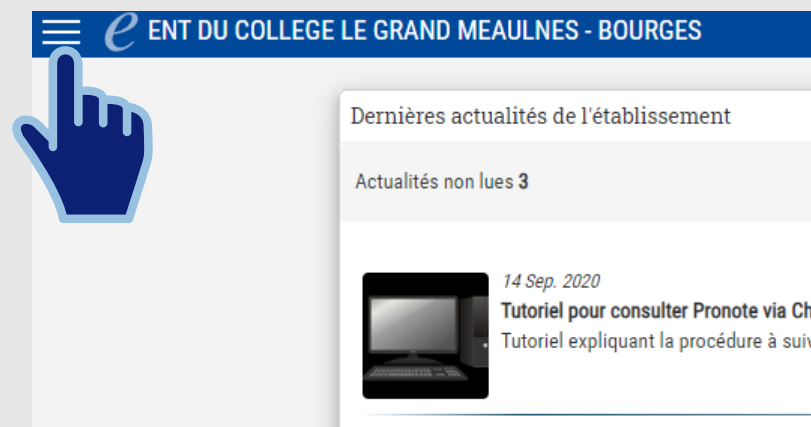 e ENT DU COLLEGE LE GRAND MEAULNES - BOURGES
Dernières actualités de l'établissement
Actualités non lues 3
14 Sep. 2020
Tutoriel pour consulter Pronote via
Tutoriel expliquant la procédure à